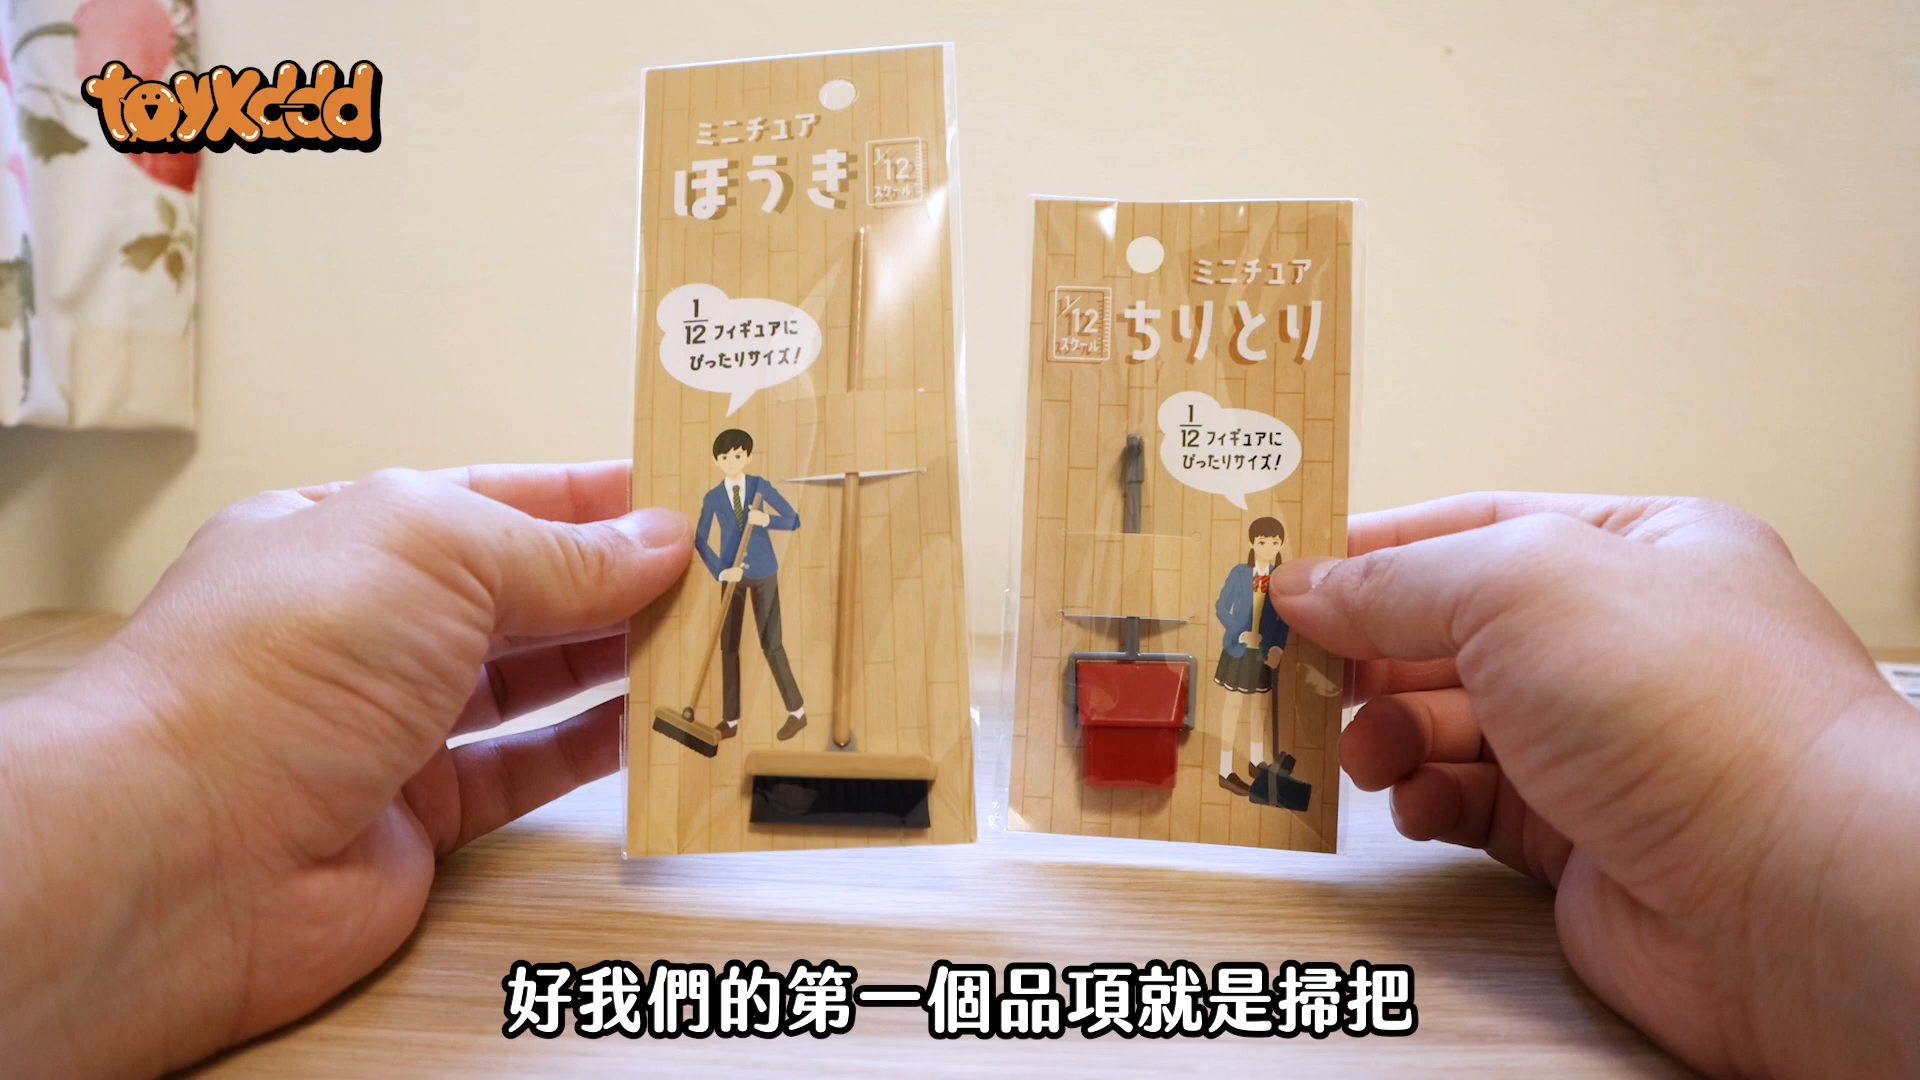 toyxddd
ミニチュア
ほうき
1/12
スケール
1/12 フィギュアに
ぴったりサイズ!
ミニチュア
ちりとり
1/12
スケール
1/12 フィギュアに
ぴったりサイズ!
好我們的第一個品項就是掃把